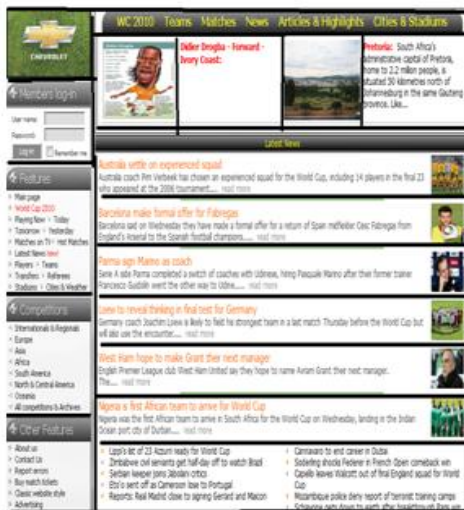 WC 2010 Teams Matches News Articles & Highlights Cities & Stadiums
CHEVROLET
Didier Drogba - Forward -
Ivory Coast:
Pretoria: South Africa's
administrative capital of Pretoria,
home to 2.2 million people, is
situated 30 kilometres north of
Johannesburg in the same Gauteng
province. Like...
Members log-in
User name:
Password:
Log in Remember me
Features
Main page
World Cup 2010
Playing Now Today
Tomorrow Yesterday
Matches on TV Hot Matches
Latest News new!
Players Teams
Transfers Referees
Stadiums Cities & Weather
Competitions
Internationals & Regionals
Europe
Asia
Africa
South America
North & Central America
Oceania
All competitions & Archives
Other Features
About us
Contact Us
Report errors
Buy match tickets
Classic website style
Advertising
Latest News
Australia settle on experienced squad
Australia coach Pim Verbeek has chosen an experienced squad for the World Cup, including 14 players in the final 23
who appeared at the 2006 tournament.... read more
Barcelona make formal offer for Fabregas
Barcelona said on Wednesday they have made a formal offer for a return of Spain midfielder Cesc Fabregas from
England's Arsenal to the Spanish football champions..... read more
Parma sign Marino as coach
Serie A side Parma completed a switch of coaches with Udinese, hiring Pasquale Marino after their former trainer
Francesco Guidolin went the other way to Udine..... read more
Loew to reveal thinking in final test for Germany
Germany coach Joachim Loew is likely to field his strongest team in a last match Thursday before the World Cup but
will also use the encounter.... read more
West Ham hope to make Grant their next manager
English Premier League club West Ham United say they hope to name Avram Grant their next manager.
The.... read more
Nigeria is first African team to arrive for World Cup
Nigeria was the first African team to arrive in South Africa for the World Cup on Wednesday, landing in the Indian
Ocean port city of Durban.... read more
Lippi's list of 23 Azzurri ready for World Cup
Zimbabwe civil servants get half-day off to watch Brazil
Serbian keeper joins Jabulani critics
Eto'o sent off as Cameroon lose to Portugal
Reports: Real Madrid close to signing Gerrard and Maicon
Cannavaro to end career in Dubai
Soderling shocks Federer in French Open comeback win
Capello leaves Walcott out of final England squad for World
Cup
Mozambique police deny report of terrorist training camps
Schiavone gets down to earth after breakthrough Paris win